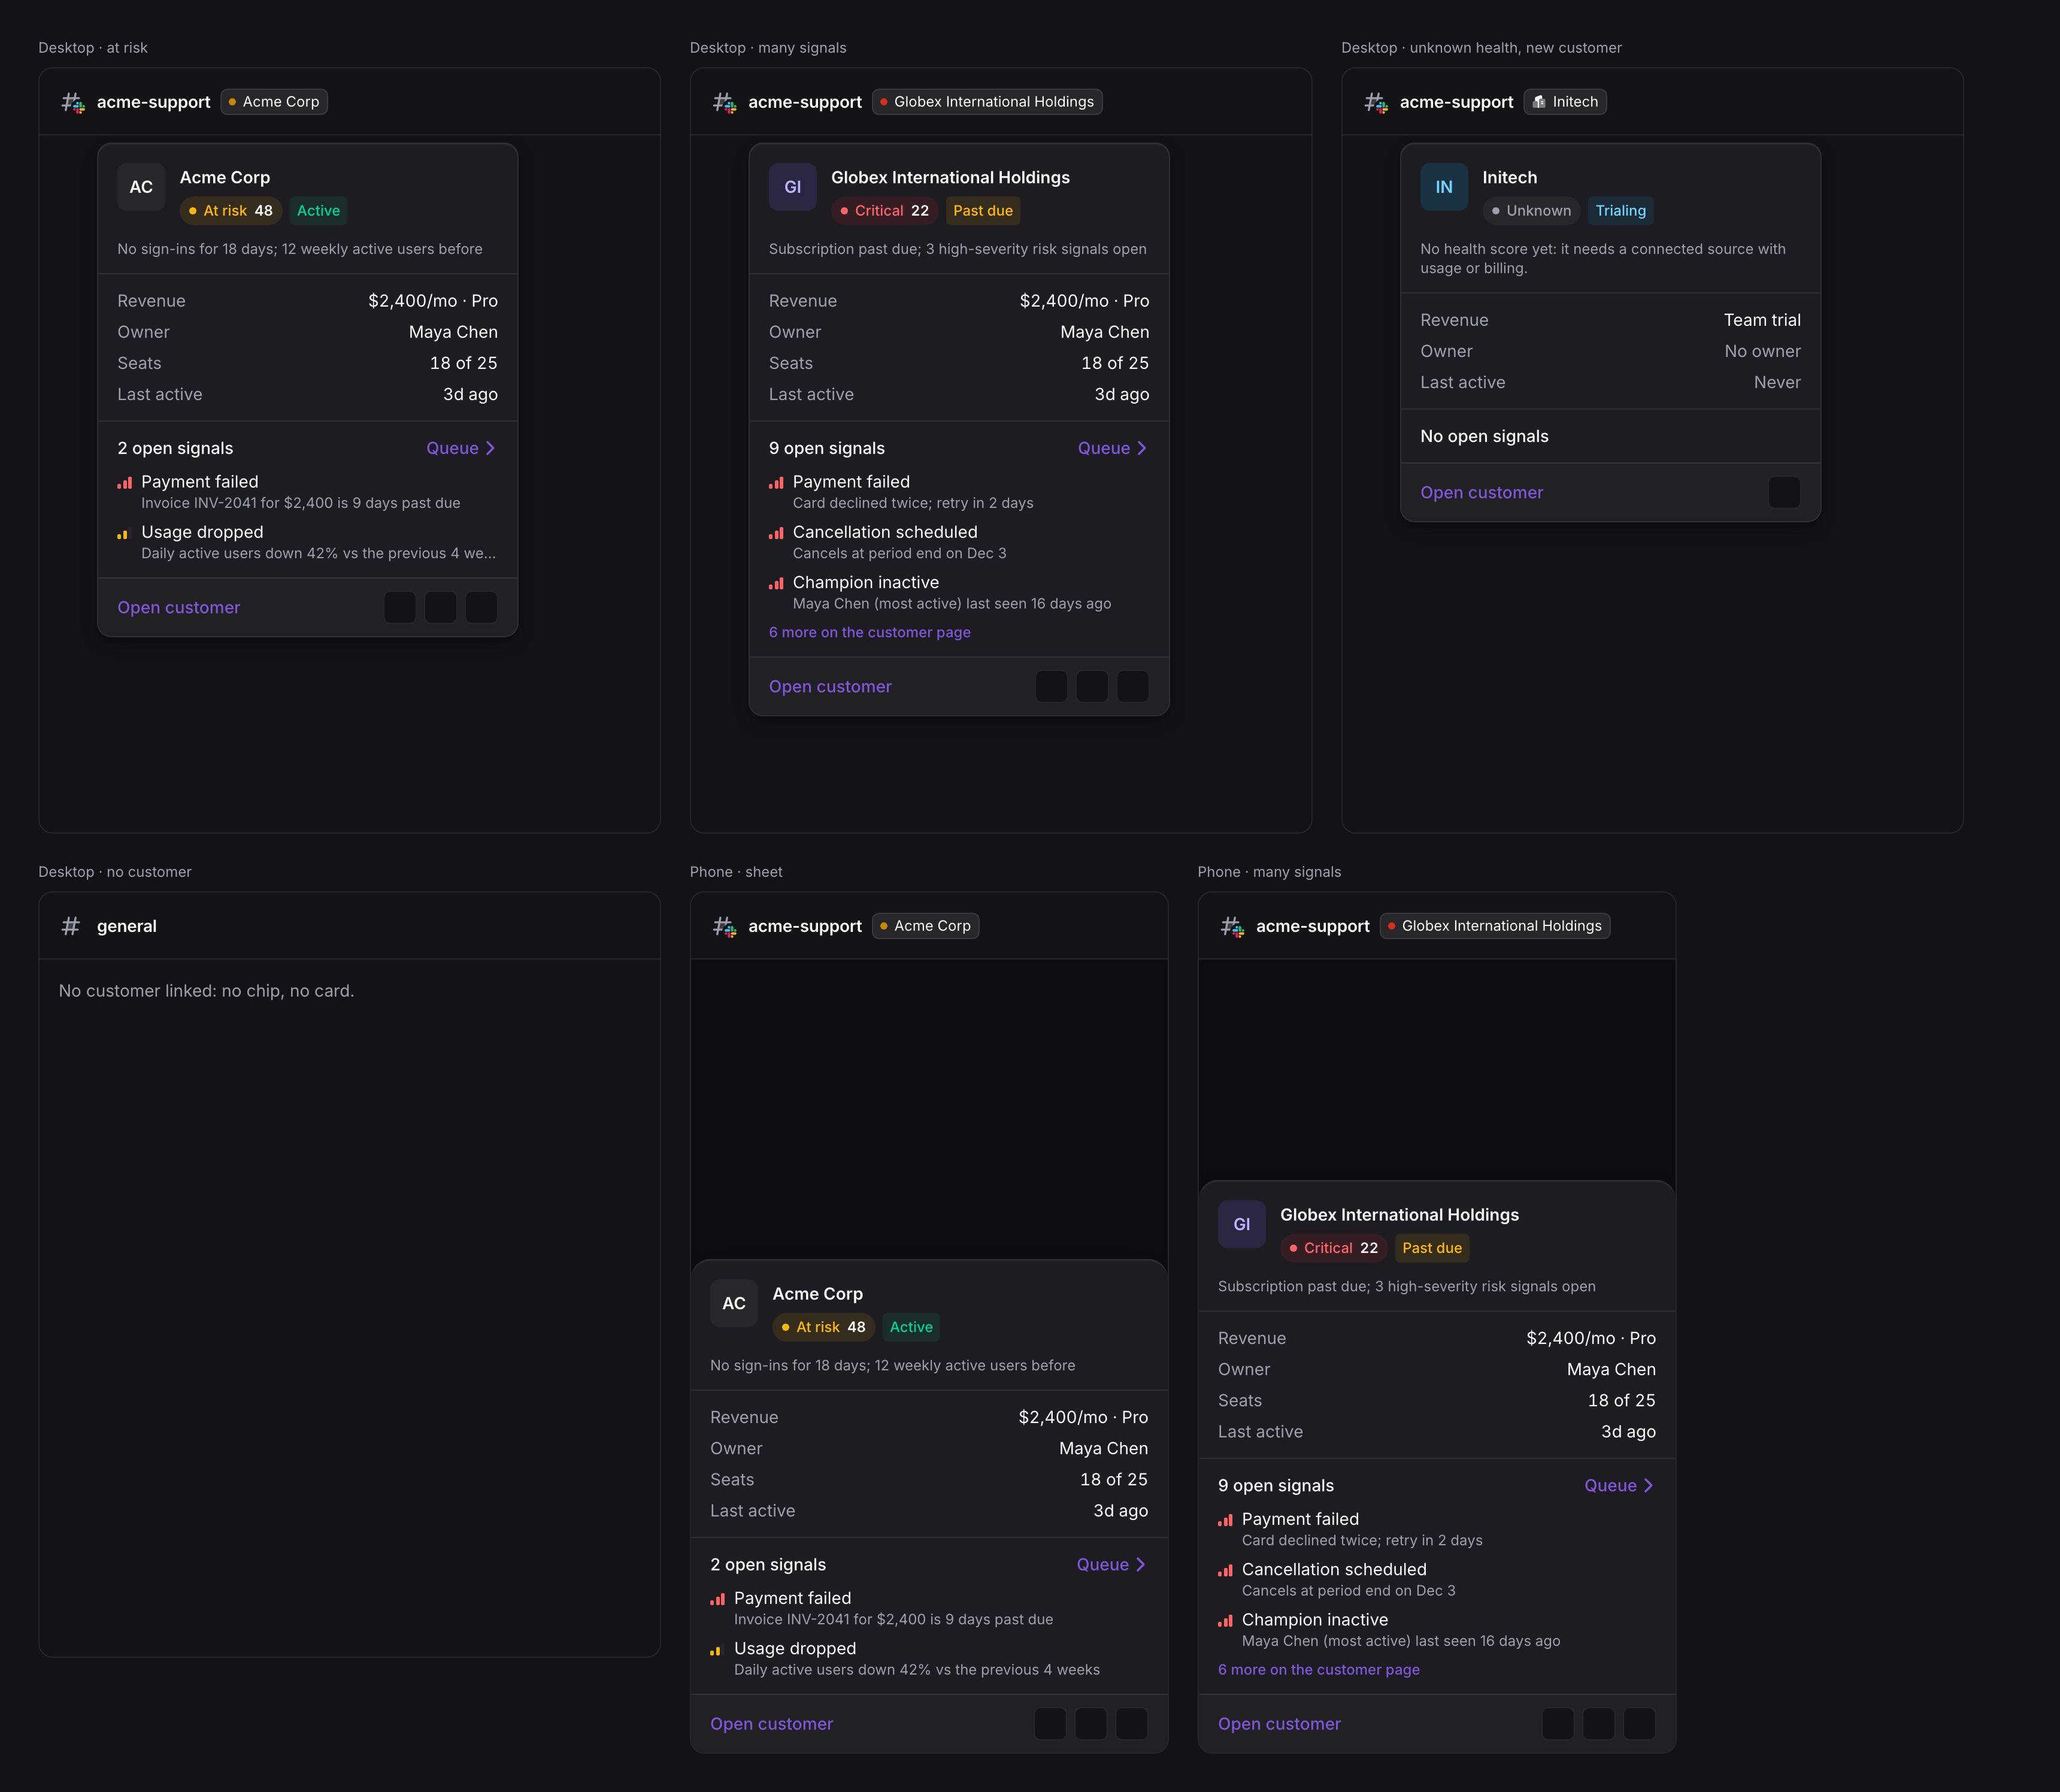 Desktop · at risk
acme-support
Acme Corp
AC
Acme Corp
At risk 48
Active
No sign-ins for 18 days; 12 weekly active users before
Revenue
$2,400/mo · Pro
Owner
Maya Chen
Seats
18 of 25
Last active
3d ago
2 open signals
Queue
Payment failed
Invoice INV-2041 for $2,400 is 9 days past due
Usage dropped
Daily active users down 42% vs the previous 4 we...
Open customer
Desktop · many signals
acme-support
Globex International Holdings
GI
Globex International Holdings
Critical 22
Past due
Subscription past due; 3 high-severity risk signals open
Revenue
$2,400/mo · Pro
Owner
Maya Chen
Seats
18 of 25
Last active
3d ago
9 open signals
Queue
Payment failed
Card declined twice; retry in 2 days
Cancellation scheduled
Cancels at period end on Dec 3
Champion inactive
Maya Chen (most active) last seen 16 days ago
6 more on the customer page
Open customer
Desktop · unknown health, new customer
acme-support
Initech
IN
Initech
Unknown
Trialing
No health score yet: it needs a connected source with
usage or billing.
Revenue
Team trial
Owner
No owner
Last active
Never
No open signals
Open customer
Desktop · no customer
general
No customer linked: no chip, no card.
Phone · sheet
acme-support
Acme Corp
AC
Acme Corp
At risk 48
Active
No sign-ins for 18 days; 12 weekly active users before
Revenue
$2,400/mo · Pro
Owner
Maya Chen
Seats
18 of 25
Last active
3d ago
2 open signals
Queue
Payment failed
Invoice INV-2041 for $2,400 is 9 days past due
Usage dropped
Daily active users down 42% vs the previous 4 weeks
Open customer
Phone · many signals
acme-support
Globex International Holdings
GI
Globex International Holdings
Critical 22
Past due
Subscription past due; 3 high-severity risk signals open
Revenue
$2,400/mo · Pro
Owner
Maya Chen
Seats
18 of 25
Last active
3d ago
9 open signals
Queue
Payment failed
Card declined twice; retry in 2 days
Cancellation scheduled
Cancels at period end on Dec 3
Champion inactive
Maya Chen (most active) last seen 16 days ago
6 more on the customer page
Open customer